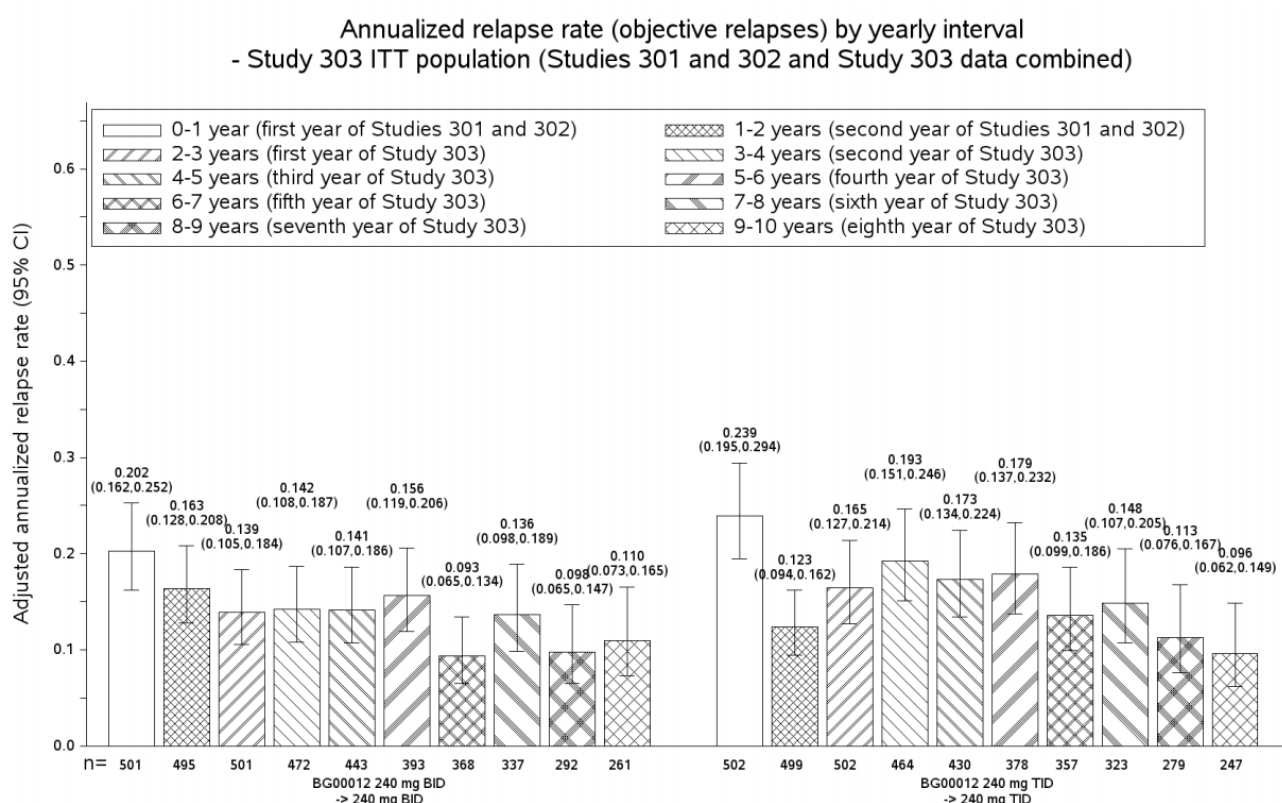 Annualized relapse rate (objective relapses) by yearly interval
- Study 303 ITT population (Studies 301 and 302 and Study 303 data combined)
Adjusted annualized relapse rate (95% CI)
0-1 year (first year of Studies 301 and 302)
1-2 years (second year of Studies 301 and 302)
2-3 years (first year of Study 303)
3-4 years (second year of Study 303)
4-5 years (third year of Study 303)
5-6 years (fourth year of Study 303)
6-7 years (fifth year of Study 303)
7-8 years (sixth year of Study 303)
8-9 years (seventh year of Study 303)
9-10 years (eighth year of Study 303)
0.6
0.5
0.4
0.3
0.2
0.1
0.0
0.202
(0.162,0.252)
0.163
(0.128,0.208)
0.139
(0.105,0.184)
0.142
(0.108,0.187)
0.141
(0.107,0.186)
0.156
(0.119,0.206)
0.093
(0.065,0.134)
0.136
(0.098,0.189)
0.098
(0.065,0.147)
0.110
(0.073,0.165)
0.239
(0.195,0.294)
0.123
(0.094,0.162)
0.165
(0.127,0.214)
0.193
(0.151,0.246)
0.173
(0.134,0.224)
0.179
(0.137,0.232)
0.135
(0.099,0.186)
0.148
(0.107,0.205)
0.113
(0.076,0.167)
0.096
(0.062,0.149)
n= 501 495 501 472 443 393 368 337 292 261 502 499 502 464 430 378 357 323 279 247
BG00012 240 mg BID
-> 240 mg BID
BG00012 240 mg TID
-> 240 mg TID